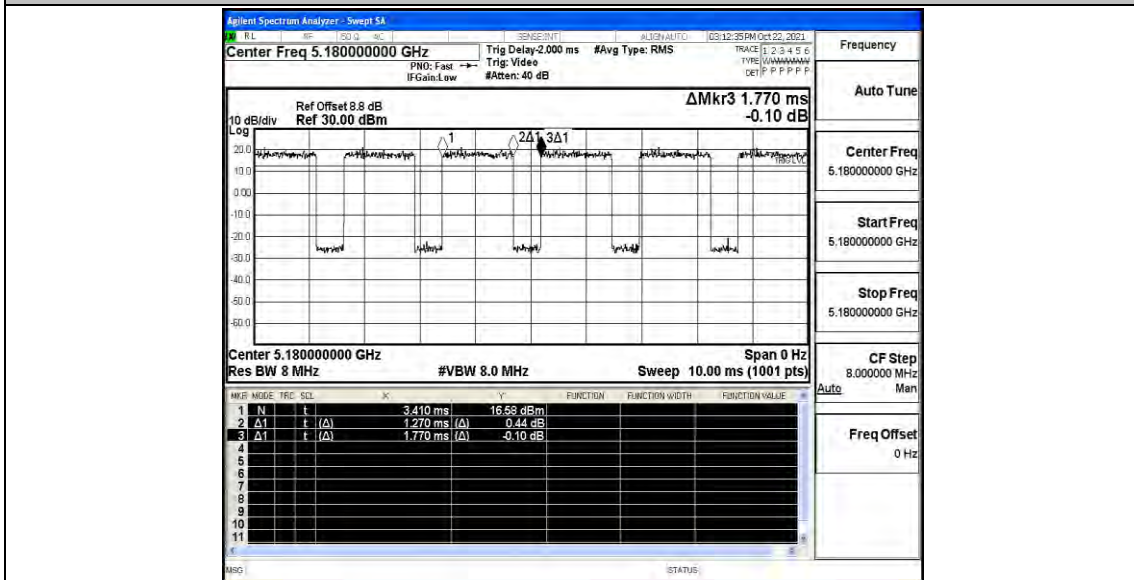 Agilent Spectrum Analyzer - Swept SA
RL RF 50 Ω AC SENSE:INT ALIGN AUTO 03:12:35 PM Oct 22, 2021
Center Freq 5.180000000 GHz
PNO: Fast
IFGain:Low
Trig Delay-2.000 ms
Trig: Video
#Atten: 40 dB
#Avg Type: RMS
TRACE 1 2 3 4 5 6
TYPE WWWWWW
DET P P P P P P
Ref Offset 8.8 dB
Ref 30.00 dBm
10 dB/div
Log
ΔMkr3 1.770 ms
-0.10 dB
1
2Δ1
3Δ1
TRIG LVL
20.0
10.0
0.00
-10.0
-20.0
-30.0
-40.0
-50.0
-60.0
Center 5.180000000 GHz
Span 0 Hz
Res BW 8 MHz
#VBW 8.0 MHz
Sweep 10.00 ms (1001 pts)
MKR MODE TRC SCL X Y FUNCTION FUNCTION WIDTH FUNCTION VALUE
1 N t 3.410 ms 16.58 dBm
2 Δ1 t (Δ) 1.270 ms (Δ) 0.44 dB
3 Δ1 t (Δ) 1.770 ms (Δ) -0.10 dB
4
5
6
7
8
9
10
11
MSG
STATUS
Frequency
Auto Tune
Center Freq
5.180000000 GHz
Start Freq
5.180000000 GHz
Stop Freq
5.180000000 GHz
CF Step
8.000000 MHz
Auto Man
Freq Offset
0 Hz